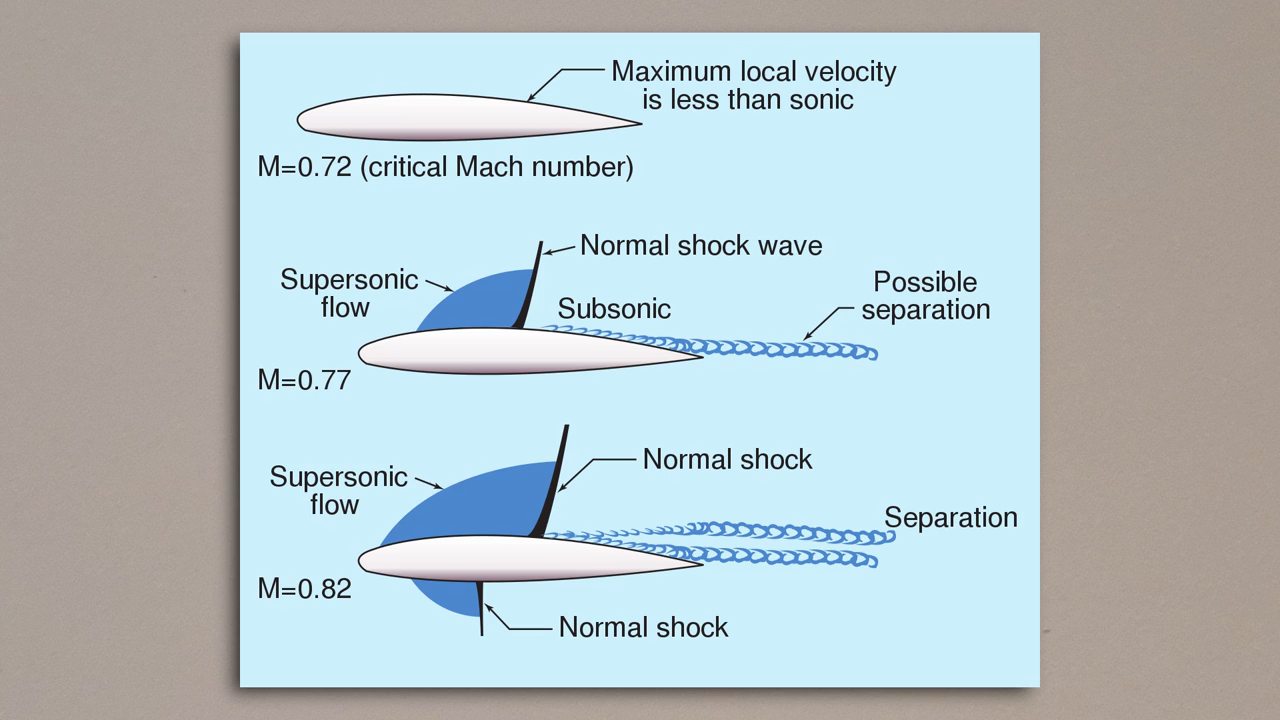 Maximum local velocity
is less than sonic
M=0.72 (critical Mach number)
Normal shock wave
Supersonic
flow
Subsonic
Possible
separation
M=0.77
Supersonic
flow
Normal shock
Separation
M=0.82
Normal shock